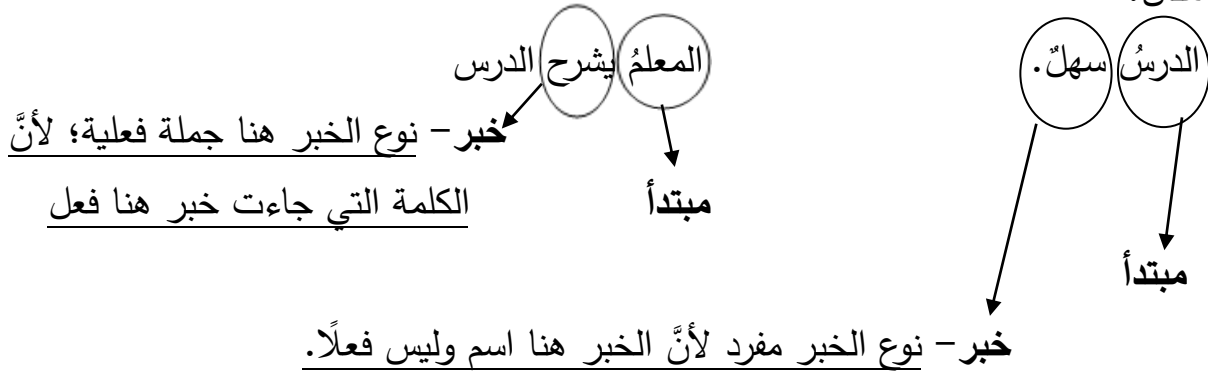 الدرسُ سهلٌ.
مبتدأ
خبر – نوع الخبر مفرد لأنَّ الخبر هنا اسم وليس فعلًا.
المعلمُ يشرح الدرس
مبتدأ
خبر – نوع الخبر هنا جملة فعلية؛ لأنَّ
الكلمة التي جاءت خبر هنا فعل